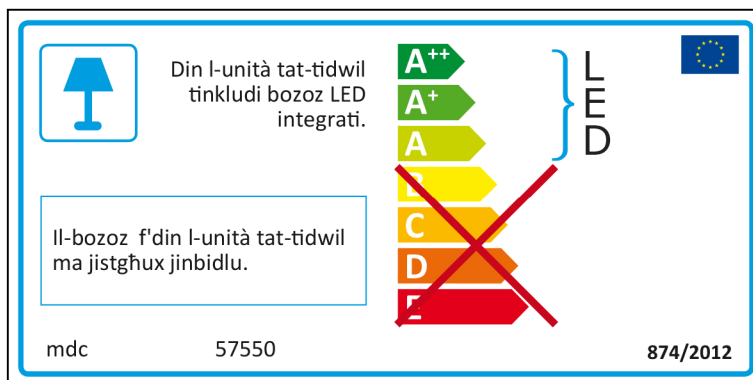 Din l-unità tat-tidwil
tinkludi bozoz LED
integrati.
A++
A+
A
B
C
D
E
L
E
D
Il-bozoz f'din l-unità tat-tidwil
ma jistgħux jinbidlu.
mdc 57550 874/2012